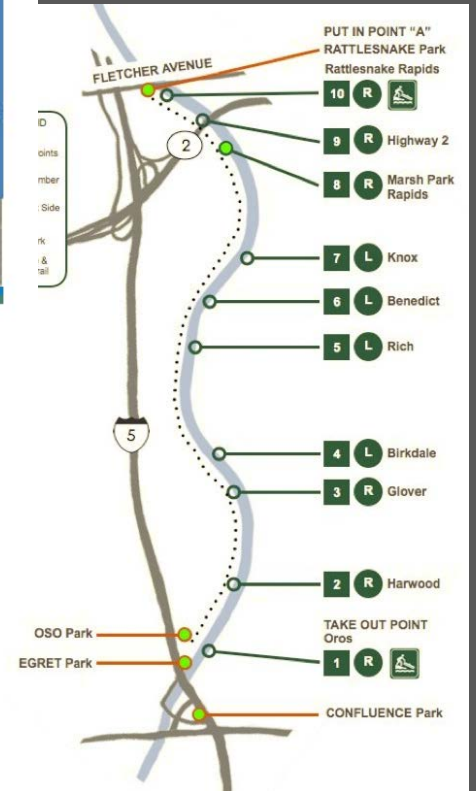 PUT IN POINT “A”
RATTLESNAKE Park
Rattlesnake Rapids
FLETCHER AVENUE
10 R
2
9 R Highway 2
8 R Marsh Park
Rapids
Side
7 L Knox
6 L Benedict
5 L Rich
5
4 L Birkdale
3 R Glover
2 R Harwood
TAKE OUT POINT
Oros
OSO Park
1 R
EGRET Park
CONFLUENCE Park